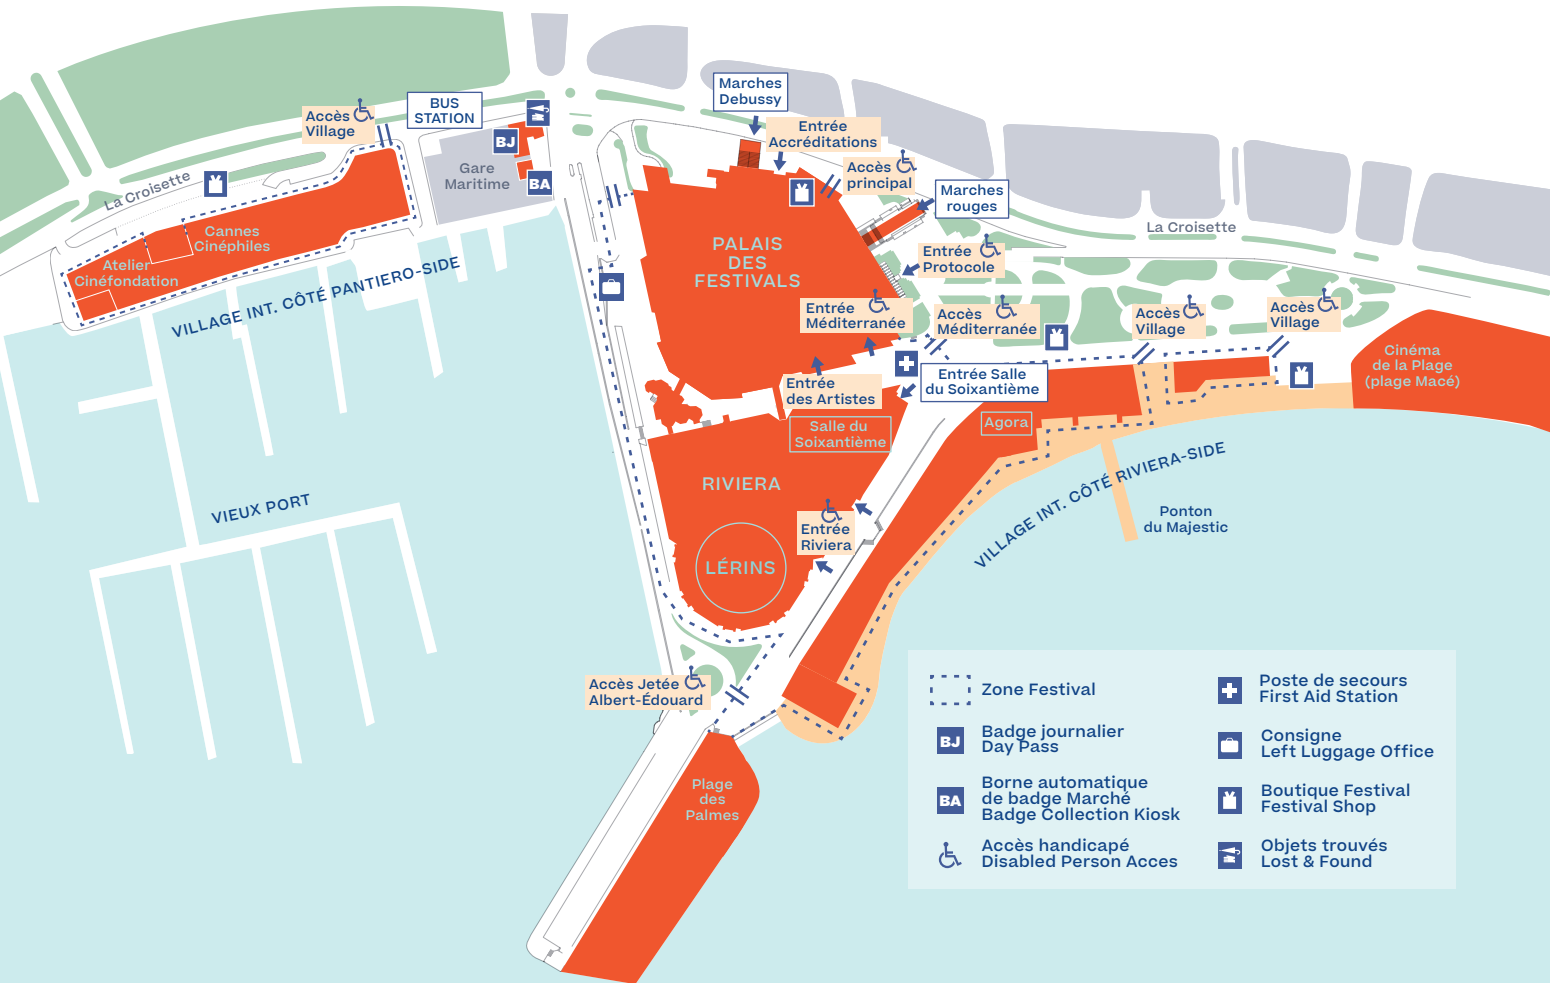 Marches
Debussy
BUS
STATION
Accès
Village
Entrée
Accréditations
BJ
Gare
Maritime
BA
Accès
principal
Marches
rouges
La Croisette
La Croisette
Cannes
Cinéphiles
Atelier
Cinéfondation
PALAIS
DES
FESTIVALS
Entrée
Protocole
VILLAGE INT. CÔTÉ PANTIERO-SIDE
Entrée
Méditerranée
Accès
Méditerranée
Accès
Village
Accès
Village
Cinéma
de la Plage
(plage Macé)
Entrée Salle
du Soixantième
Entrée
des Artistes
Salle du
Soixantième
Agora
VILLAGE INT. CÔTÉ RIVIERA-SIDE
RIVIERA
VIEUX PORT
Ponton
du Majestic
Entrée
Riviera
LÉRINS
Accès Jetée
Albert-Édouard
Plage
des
Palmes
Zone Festival
BJ
Badge journalier
Day Pass
BA
Borne automatique
de badge Marché
Badge Collection Kiosk
Accès handicapé
Disabled Person Acces
Poste de secours
First Aid Station
Consigne
Left Luggage Office
Boutique Festival
Festival Shop
Objets trouvés
Lost & Found